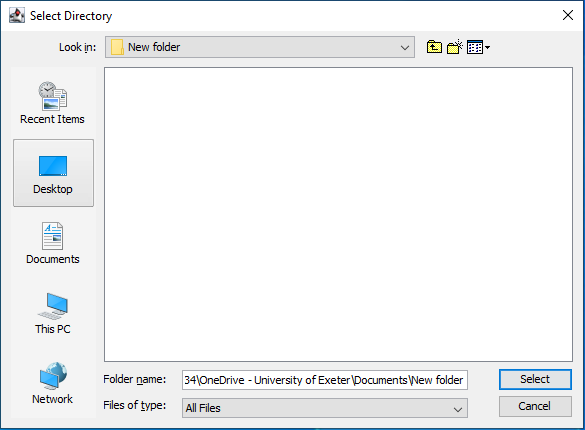 Select Directory
Look in:
New folder
Recent Items
Desktop
Documents
This PC
Network
Folder name:
34\OneDrive - University of Exeter\Documents\New folder
Select
Files of type:
All Files
Cancel